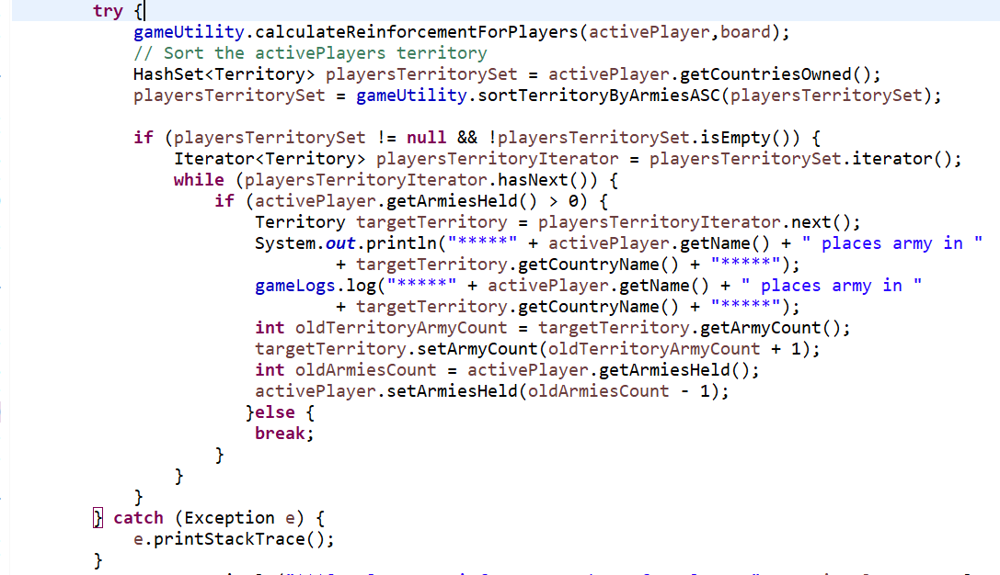 try {
gameUtility.calculateReinforcementForPlayers(activePlayer,board);
// Sort the activePlayers territory
HashSet<Territory> playersTerritorySet = activePlayer.getCountriesOwned();
playersTerritorySet = gameUtility.sortTerritoryByArmiesASC(playersTerritorySet);
if (playersTerritorySet != null && !playersTerritorySet.isEmpty()) {
Iterator<Territory> playersTerritoryIterator = playersTerritorySet.iterator();
while (playersTerritoryIterator.hasNext()) {
if (activePlayer.getArmiesHeld() > 0) {
Territory targetTerritory = playersTerritoryIterator.next();
System.out.println("*****" + activePlayer.getName() + " places army in "
+ targetTerritory.getCountryName() + "*****");
gameLogs.log("*****" + activePlayer.getName() + " places army in "
+ targetTerritory.getCountryName() + "*****");
int oldTerritoryArmyCount = targetTerritory.getArmyCount();
targetTerritory.setArmyCount(oldTerritoryArmyCount + 1);
int oldArmiesCount = activePlayer.getArmiesHeld();
activePlayer.setArmiesHeld(oldArmiesCount - 1);
}else {
break;
}
}
}
} catch (Exception e) {
e.printStackTrace();
}